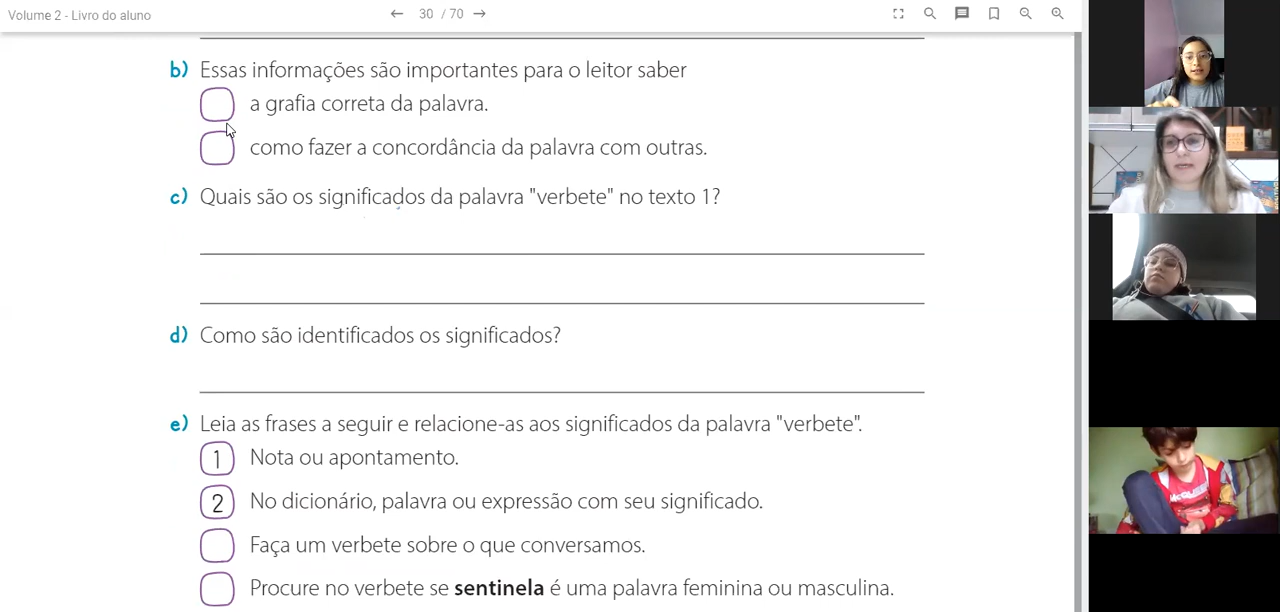 Volume 2 - Livro do aluno
30 / 70
b) Essas informações são importantes para o leitor saber
a grafia correta da palavra.
como fazer a concordância da palavra com outras.
c) Quais são os significados da palavra "verbete" no texto 1?
d) Como são identificados os significados?
e) Leia as frases a seguir e relacione-as aos significados da palavra "verbete".
1 Nota ou apontamento.
2 No dicionário, palavra ou expressão com seu significado.
Faça um verbete sobre o que conversamos.
Procure no verbete se sentinela é uma palavra feminina ou masculina.